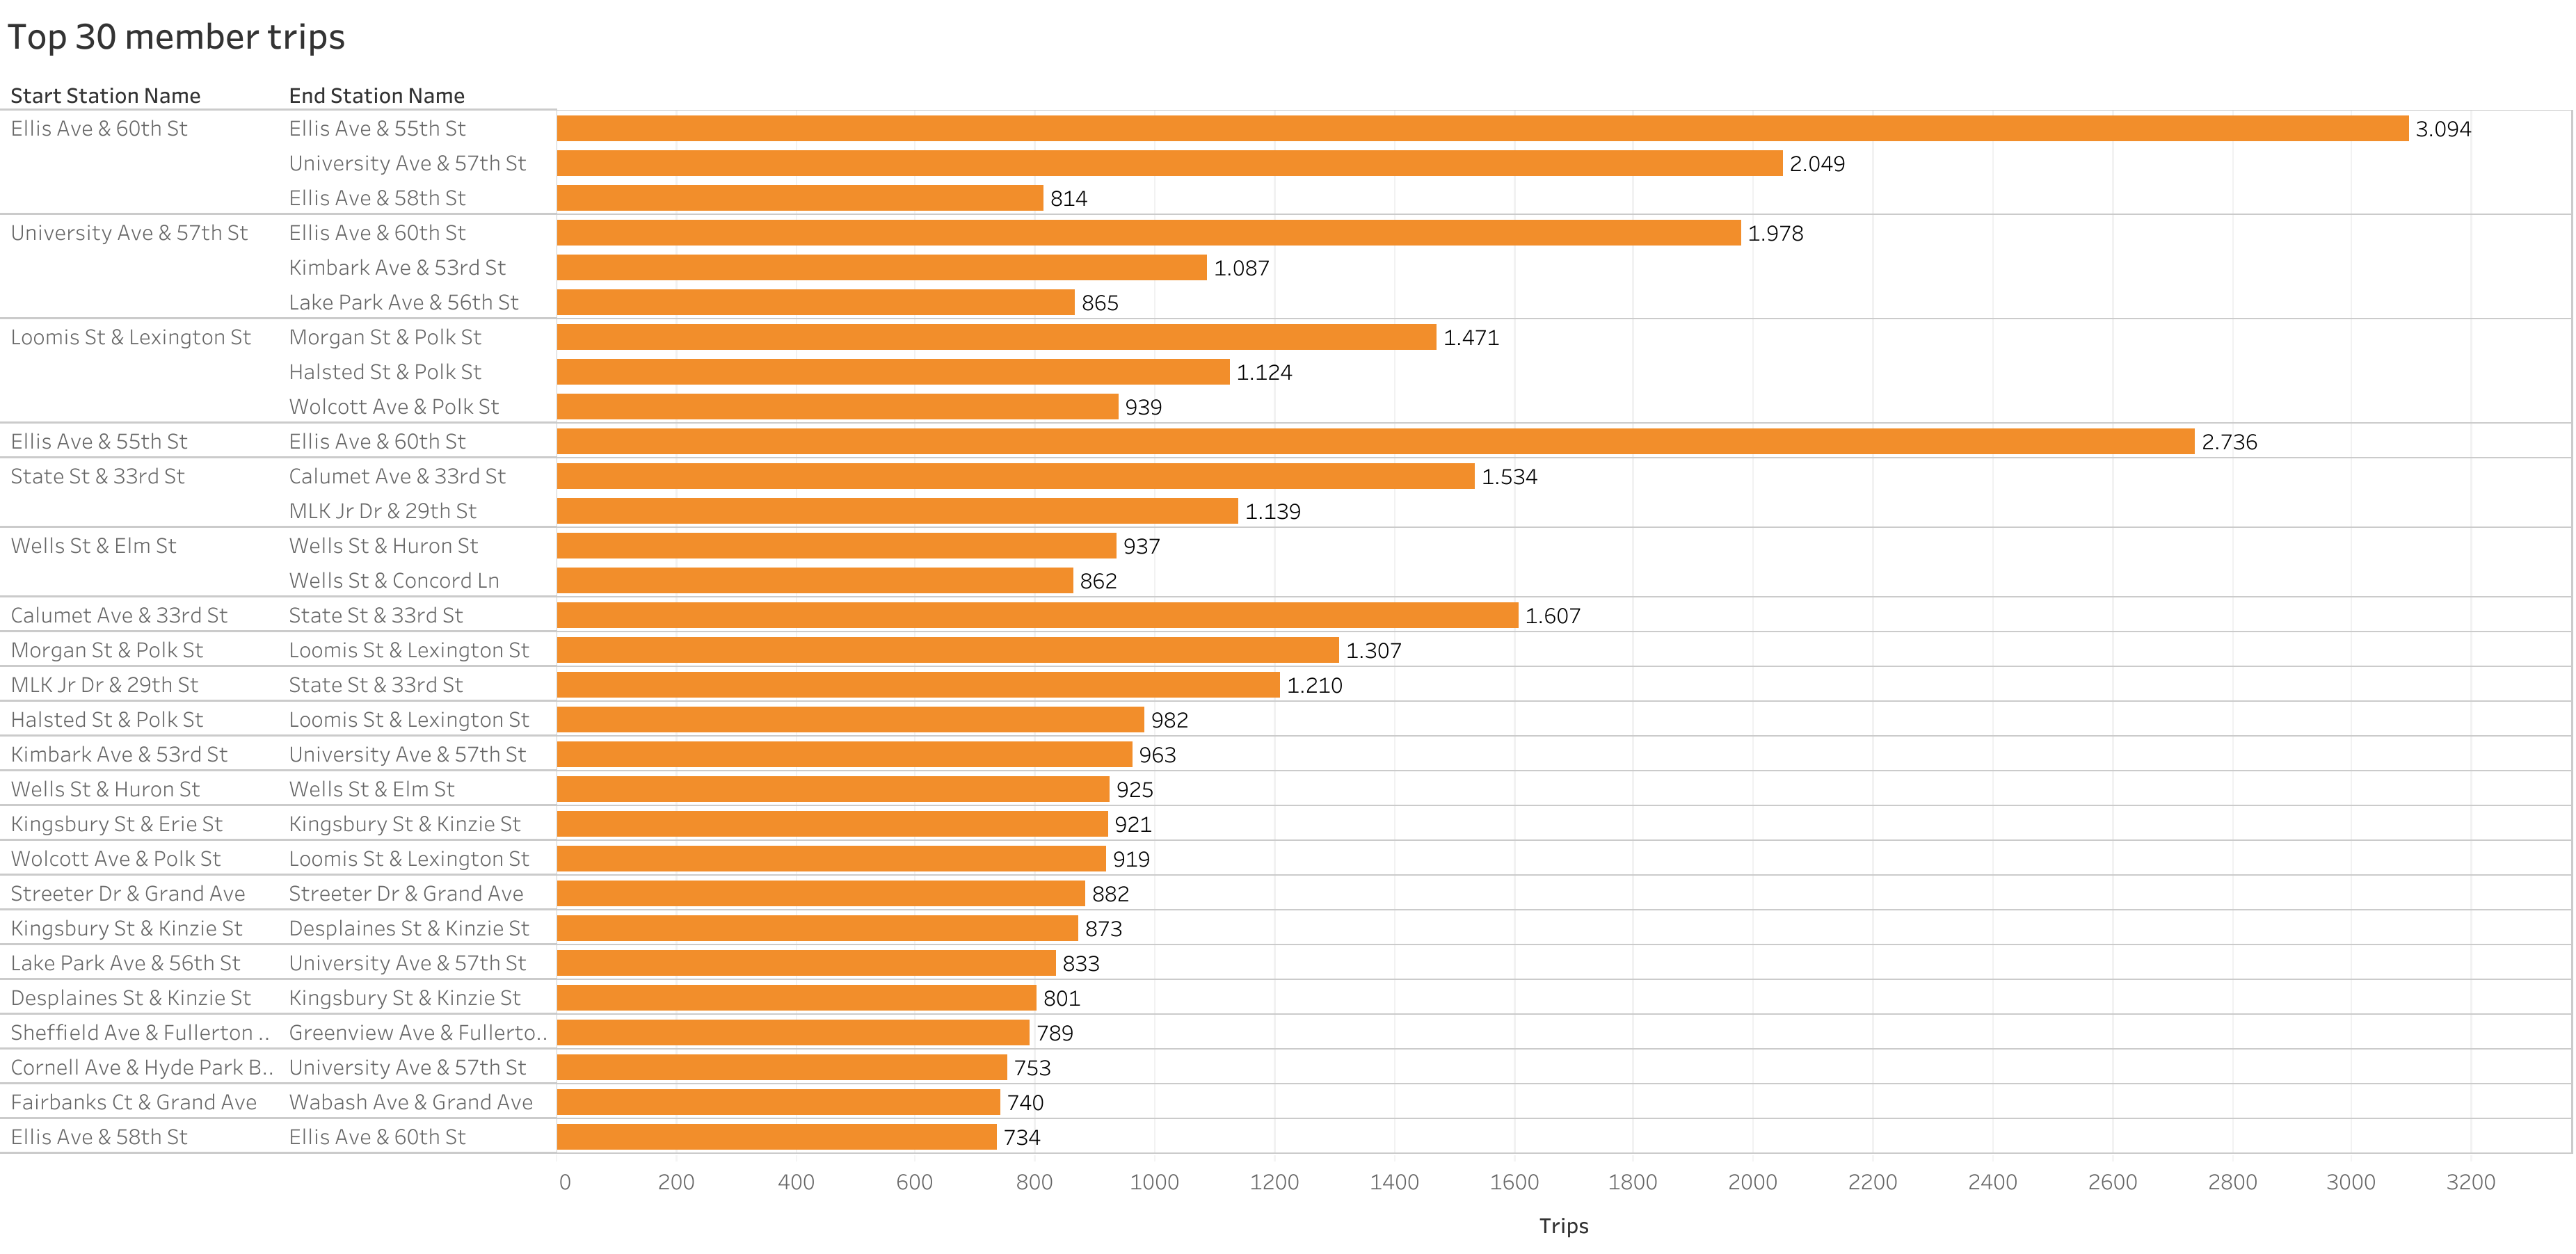 Top 30 member trips
Start Station Name End Station Name
Ellis Ave & 60th St Ellis Ave & 55th St 3.094
University Ave & 57th St 2.049
Ellis Ave & 58th St 814
University Ave & 57th St Ellis Ave & 60th St 1.978
Kimbark Ave & 53rd St 1.087
Lake Park Ave & 56th St 865
Loomis St & Lexington St Morgan St & Polk St 1.471
Halsted St & Polk St 1.124
Wolcott Ave & Polk St 939
Ellis Ave & 55th St Ellis Ave & 60th St 2.736
State St & 33rd St Calumet Ave & 33rd St 1.534
MLK Jr Dr & 29th St 1.139
Wells St & Elm St Wells St & Huron St 937
Wells St & Concord Ln 862
Calumet Ave & 33rd St State St & 33rd St 1.607
Morgan St & Polk St Loomis St & Lexington St 1.307
MLK Jr Dr & 29th St State St & 33rd St 1.210
Halsted St & Polk St Loomis St & Lexington St 982
Kimbark Ave & 53rd St University Ave & 57th St 963
Wells St & Huron St Wells St & Elm St 925
Kingsbury St & Erie St Kingsbury St & Kinzie St 921
Wolcott Ave & Polk St Loomis St & Lexington St 919
Streeter Dr & Grand Ave Streeter Dr & Grand Ave 882
Kingsbury St & Kinzie St Desplaines St & Kinzie St 873
Lake Park Ave & 56th St University Ave & 57th St 833
Desplaines St & Kinzie St Kingsbury St & Kinzie St 801
Sheffield Ave & Fullerton .. Greenview Ave & Fullerto.. 789
Cornell Ave & Hyde Park B.. University Ave & 57th St 753
Fairbanks Ct & Grand Ave Wabash Ave & Grand Ave 740
Ellis Ave & 58th St Ellis Ave & 60th St 734
0 200 400 600 800 1000 1200 1400 1600 1800 2000 2200 2400 2600 2800 3000 3200
Trips